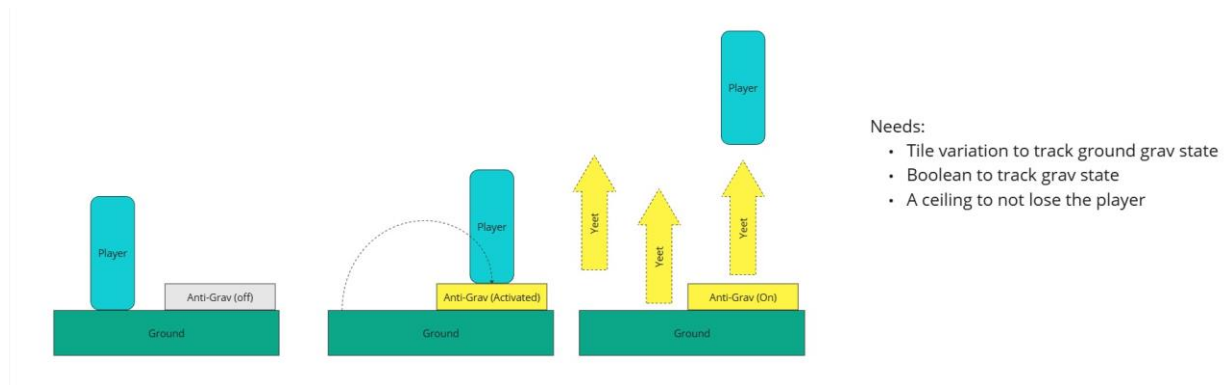 Player
Anti-Grav (off)
Ground
Player
Anti-Grav (Activated)
Ground
Player
Yeet
Yeet
Yeet
Anti-Grav (On)
Ground
Needs:
• Tile variation to track ground grav state
• Boolean to track grav state
• A ceiling to not lose the player